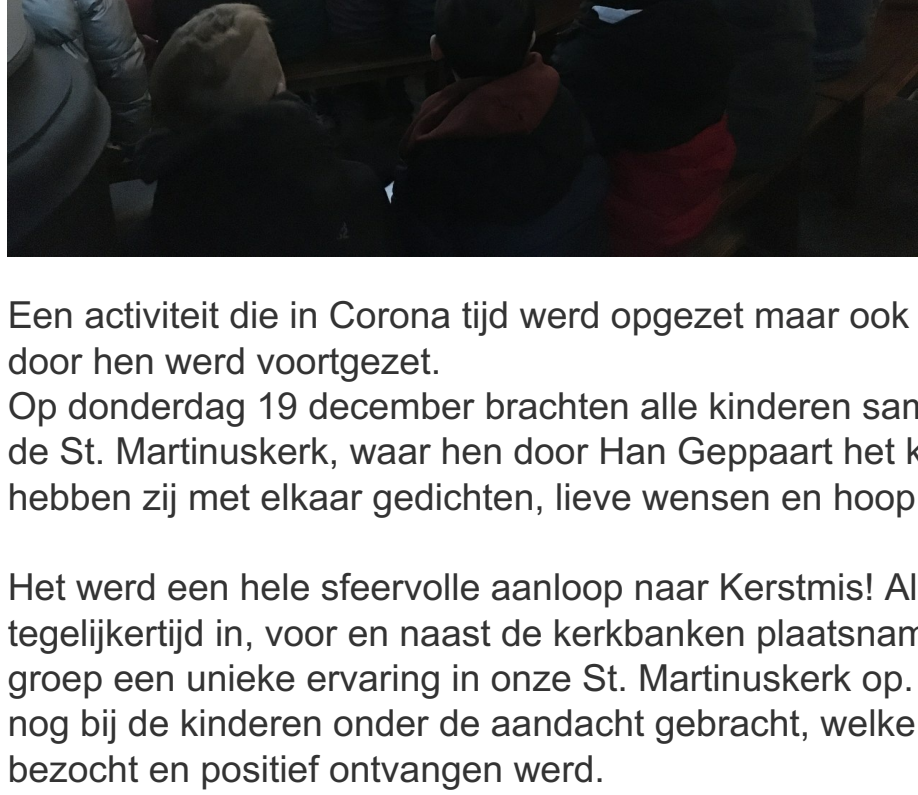 Een activiteit die in Corona tijd werd opgezet maar ook
door hen werd voortgezet.
Op donderdag 19 december brachten alle kinderen
de St. Martinuskerk, waar hen door Han Geppaart het
hebben zij met elkaar gedichten, lieve wensen en hoop
Het werd een hele sfeervolle aanloop naar Kerstmis!
tegelijkertijd in, voor en naast de kerkbanken
groep een unieke ervaring in onze St. Martinuskerk op.
nog bij de kinderen onder de aandacht gebracht, welke
bezocht en positief ontvangen werd.